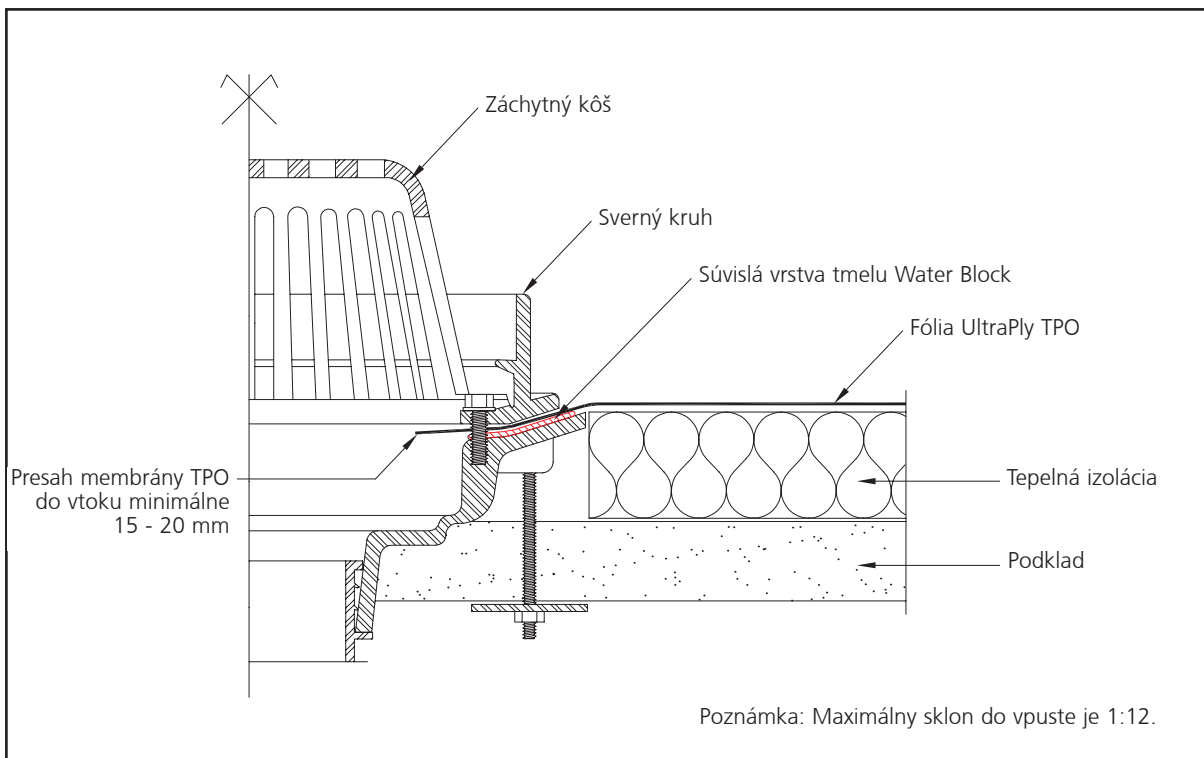 Záchytný kôš
Sverný kruh
Súvislá vrstva tmelu Water Block
Fólia UltraPly TPO
Presah membrány TPO
do vtoku minimálne
15 - 20 mm
Tepelná izolácia
Podklad
Poznámka: Maximálny sklon do vpuste je 1:12.